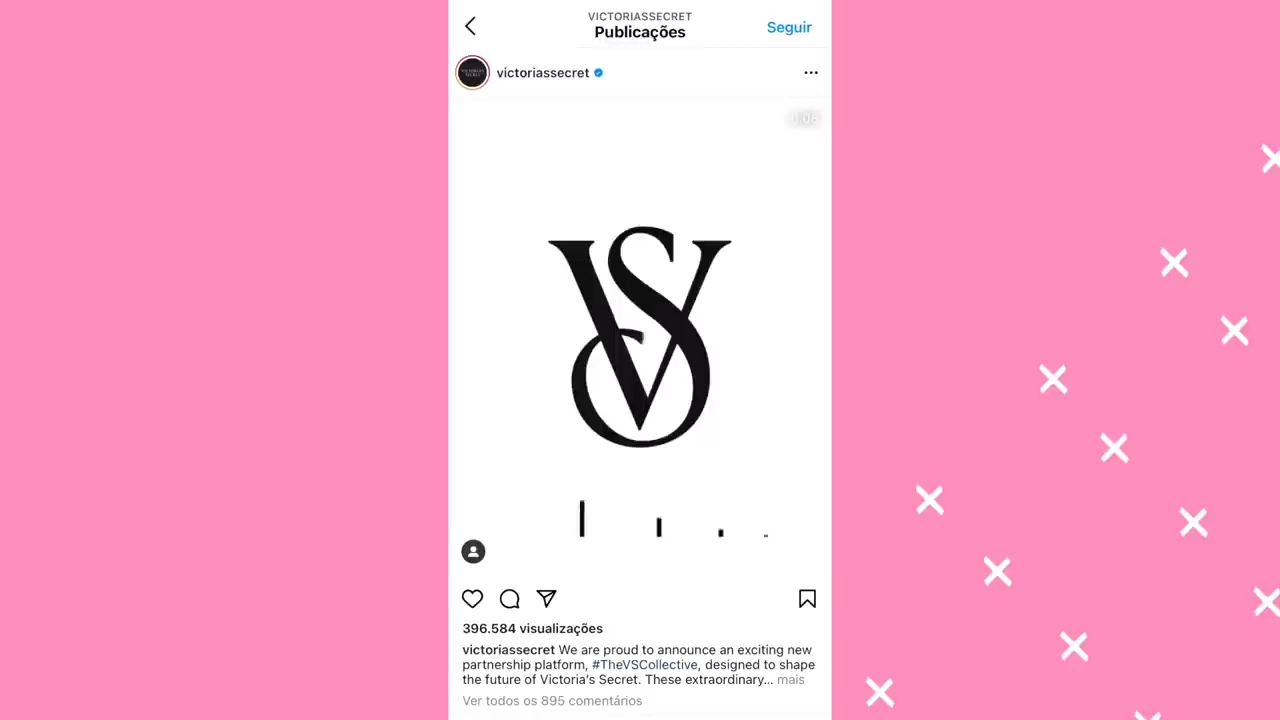 VICTORIASSECRET
Publicações
Seguir
victoriassecret
VS
396.584 visualizações
victoriassecret We are proud to announce an exciting new
partnership platform, #TheVSCollective, designed to shape
the future of Victoria’s Secret. These extraordinary... mais
Ver todos os 895 comentários